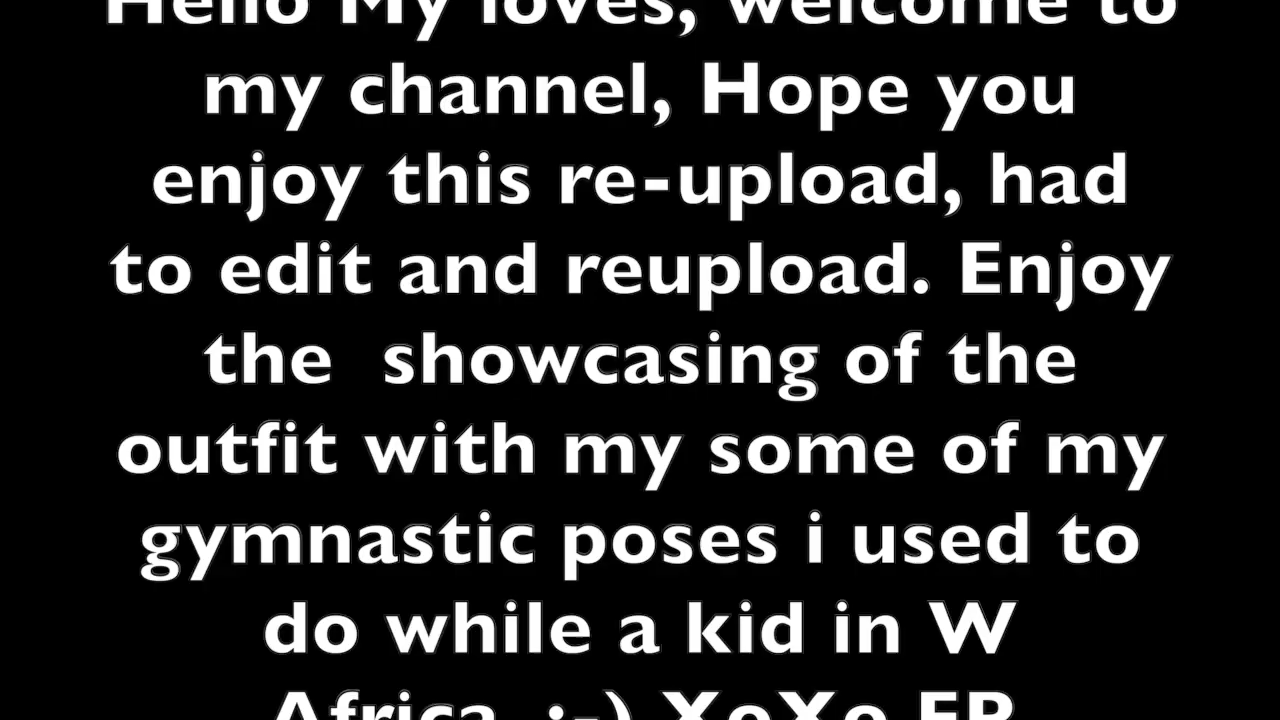 Hello My loves, welcome to
my channel, Hope you
enjoy this re-upload, had
to edit and reupload. Enjoy
the  showcasing of the
outfit with my some of my
gymnastic poses i used to
do while a kid in W
Africa  :-) XoXo